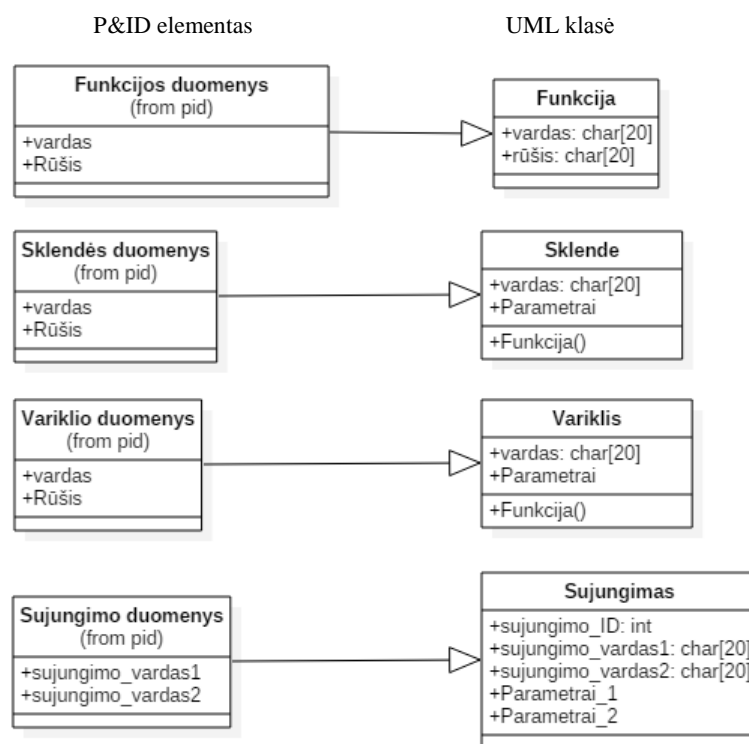 P&ID elementas
UML klasė
Funkcijos duomenys
(from pid)
+vardas
+Rūšis
Funkcija
+vardas: char[20]
+rūšis: char[20]
Sklendės duomenys
(from pid)
+vardas
+Rūšis
Sklende
+vardas: char[20]
+Parametrai
+Funkcija()
Variklio duomenys
(from pid)
+vardas
+Rūšis
Variklis
+vardas: char[20]
+Parametrai
+Funkcija()
Sujungimo duomenys
(from pid)
+sujungimo_vardas1
+sujungimo_vardas2
Sujungimas
+sujungimo_ID: int
+sujungimo_vardas1: char[20]
+sujungimo_vardas2: char[20]
+Parametrai_1
+Parametrai_2